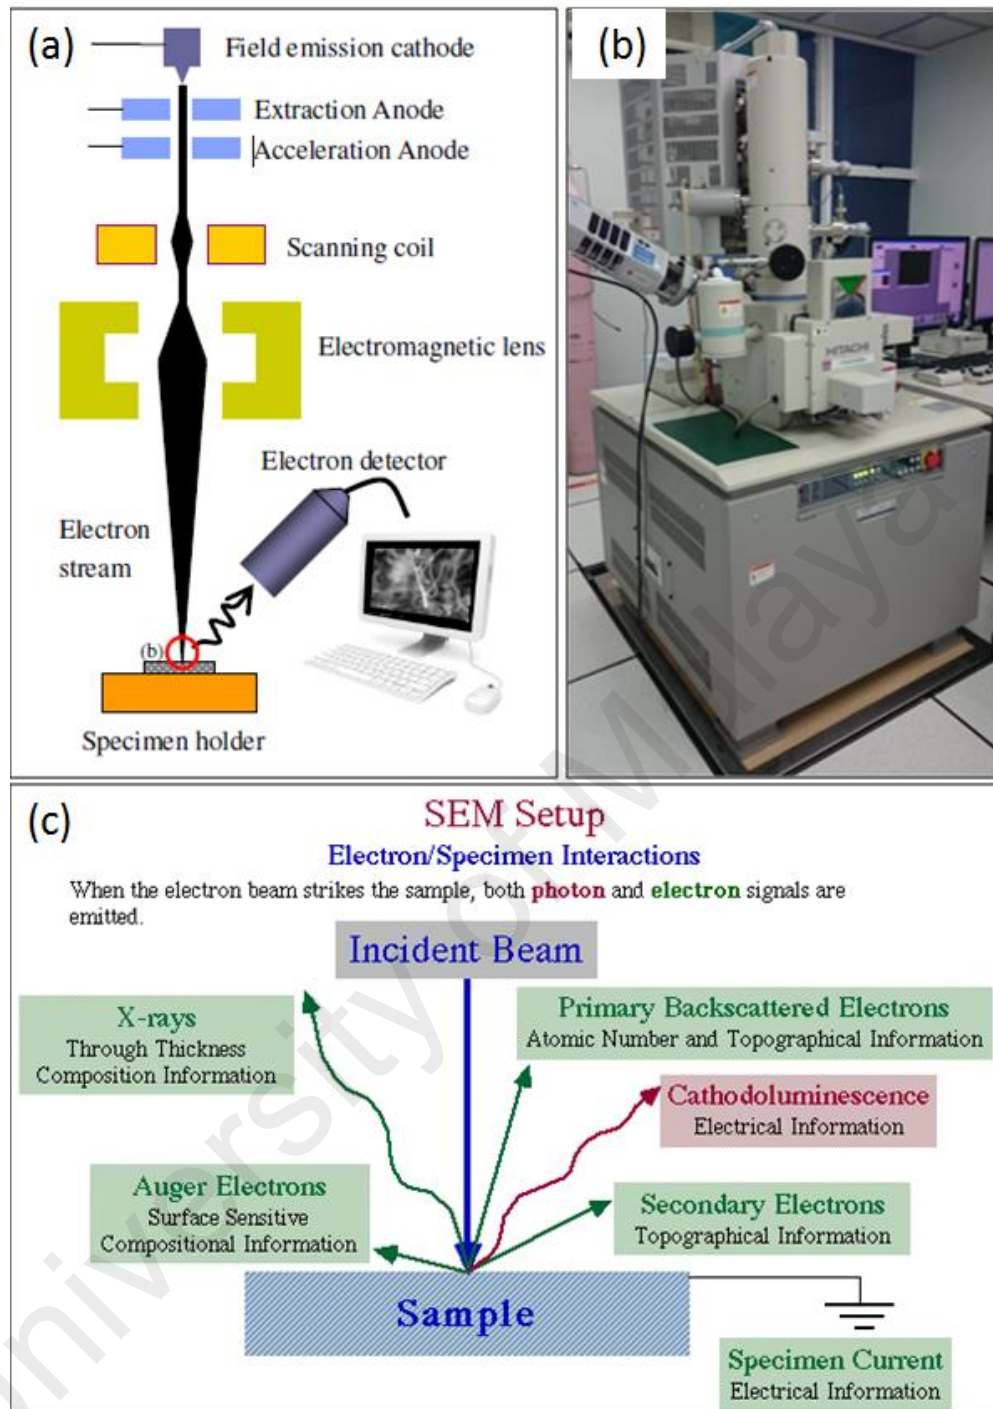 (a)
Field emission cathode
Extraction Anode
Acceleration Anode
Scanning coil
Electromagnetic lens
Electron detector
Electron
stream
(b)
Specimen holder
(b)
HITACHI
(c)
SEM Setup
Electron/Specimen Interactions
When the electron beam strikes the sample, both photon and electron signals are
emitted.
Incident Beam
X-rays
Through Thickness
Composition Information
Primary Backscattered Electrons
Atomic Number and Topographical Information
Cathodoluminescence
Electrical Information
Auger Electrons
Surface Sensitive
Compositional Information
Secondary Electrons
Topographical Information
Sample
Specimen Current
Electrical Information
University of Malaya